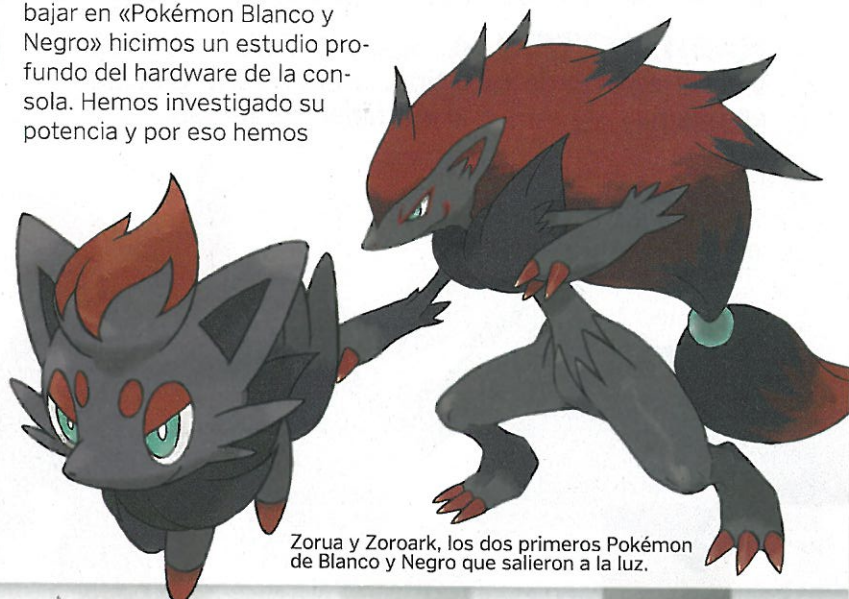 bajar en «Pokémon Blanco y
Negro» hicimos un estudio pro-
fundo del hardware de la con-
sola. Hemos investigado su
potencia y por eso hemos
Zorua y Zoroark, los dos primeros Pokémon
de Blanco y Negro que salieron a la luz.